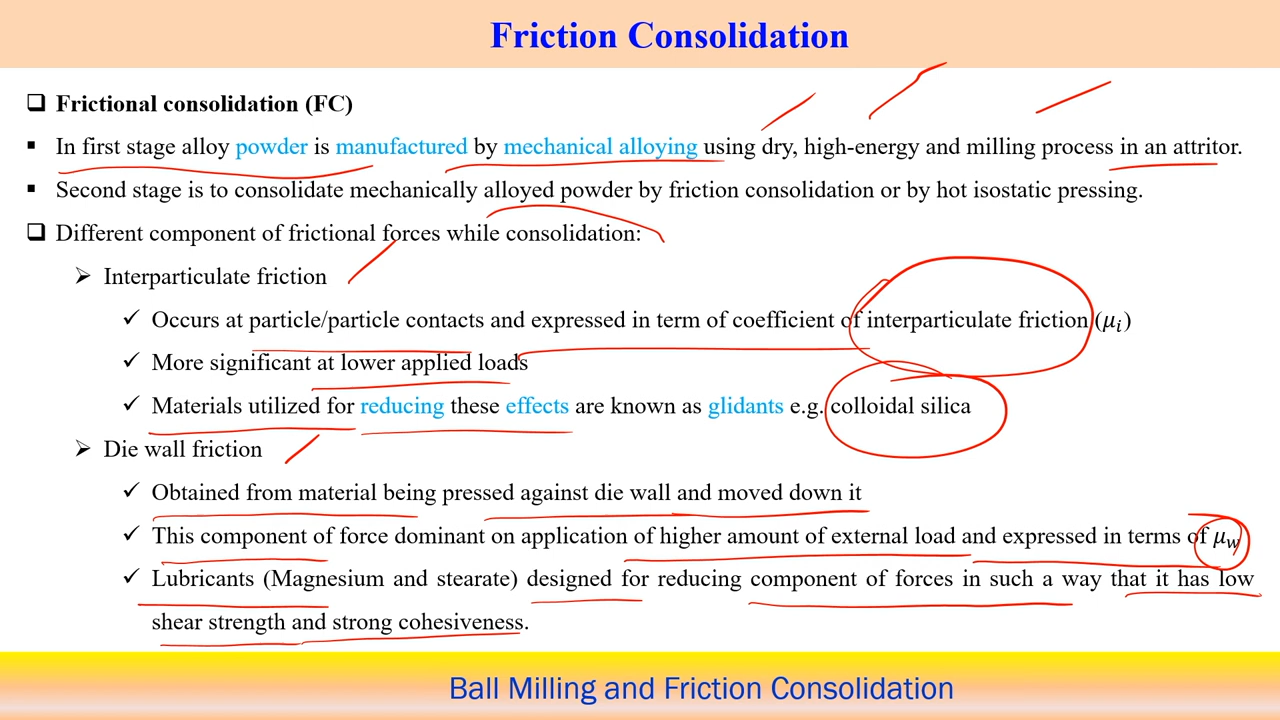 Friction Consolidation
❑ Frictional consolidation (FC)
▪ In first stage alloy powder is manufactured by mechanical alloying using dry, high-energy and milling process in an attritor.
▪ Second stage is to consolidate mechanically alloyed powder by friction consolidation or by hot isostatic pressing.
❑ Different component of frictional forces while consolidation:
➢ Interparticulate friction
✓ Occurs at particle/particle contacts and expressed in term of coefficient of interparticulate friction (μᵢ)
✓ More significant at lower applied loads
✓ Materials utilized for reducing these effects are known as glidants e.g. colloidal silica
➢ Die wall friction
✓ Obtained from material being pressed against die wall and moved down it
✓ This component of force dominant on application of higher amount of external load and expressed in terms of μ_w
✓ Lubricants (Magnesium and stearate) designed for reducing component of forces in such a way that it has low
shear strength and strong cohesiveness.
Ball Milling and Friction Consolidation